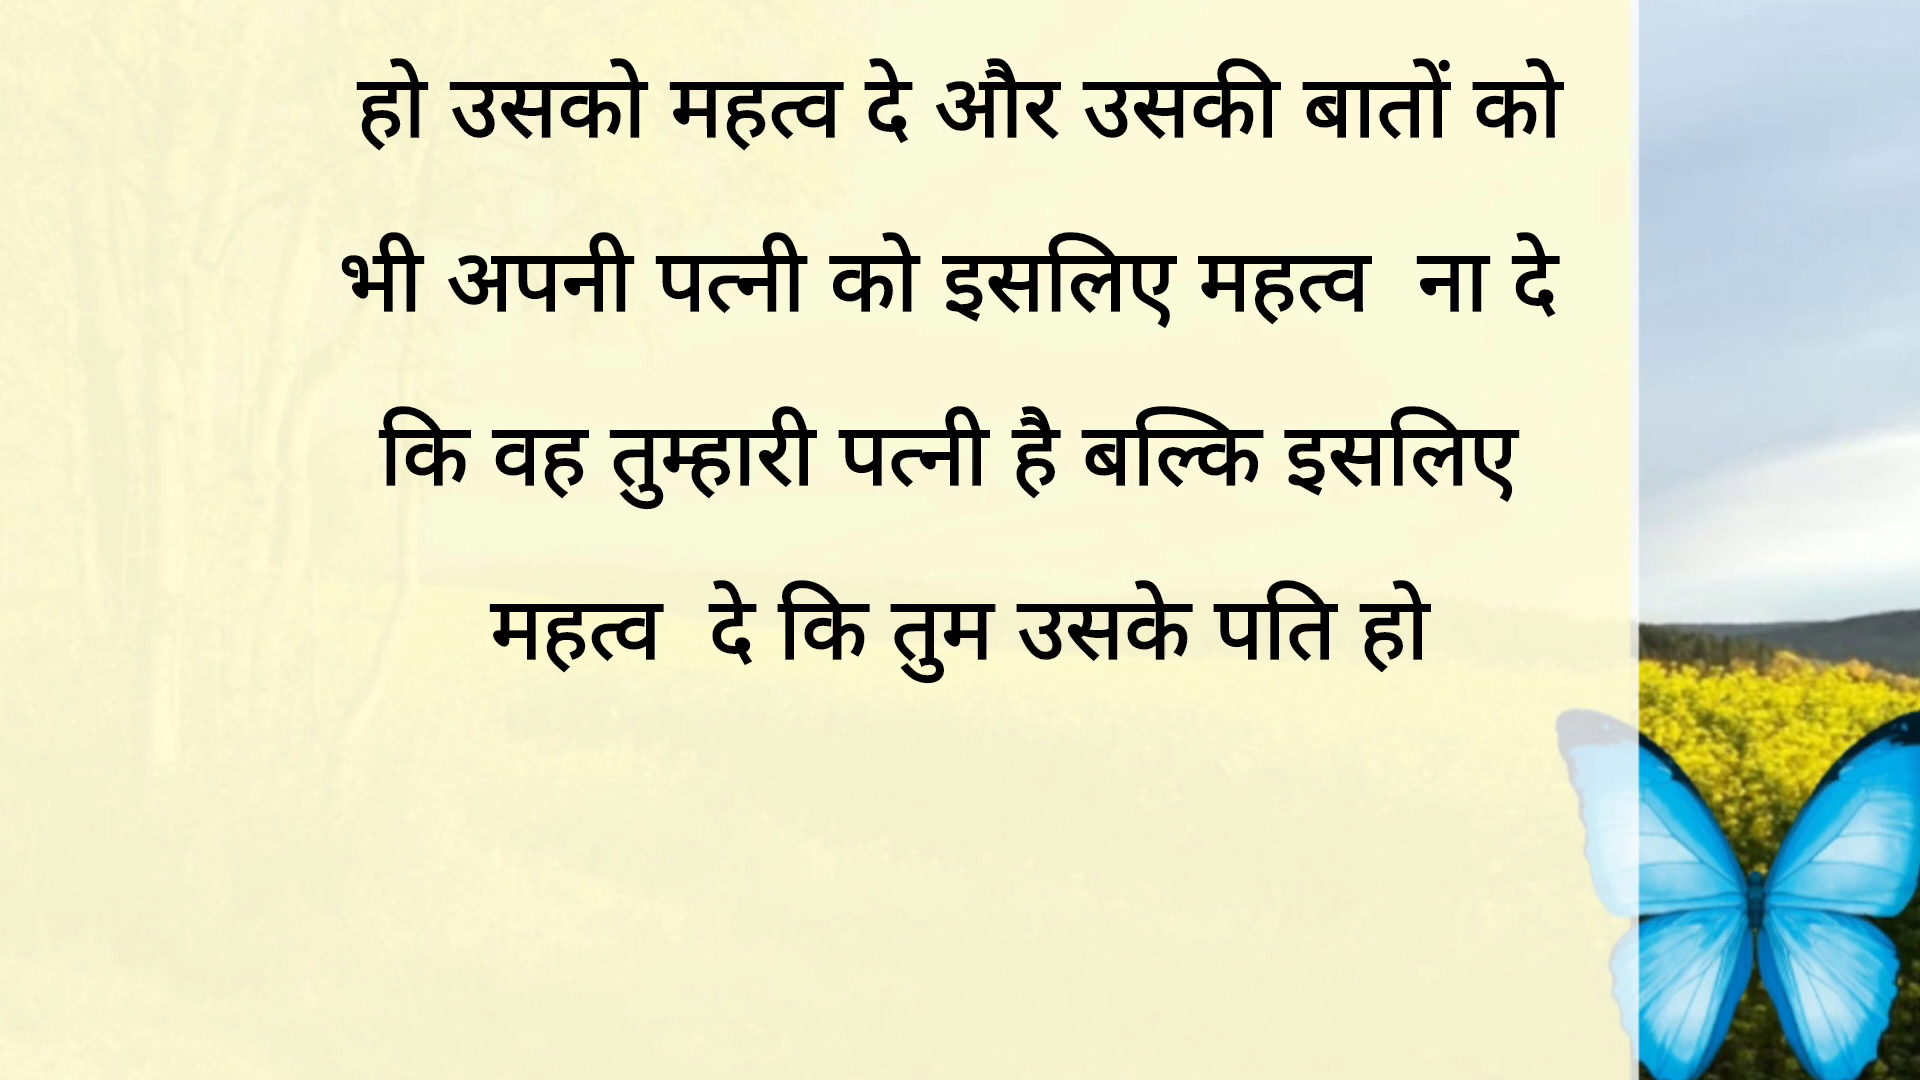 हो उसको महत्व दे और उसकी बातों को
भी अपनी पत्नी को इसलिए महत्व  ना दे
कि वह तुम्हारी पत्नी है बल्कि इसलिए
महत्व  दे कि तुम उसके पति हो